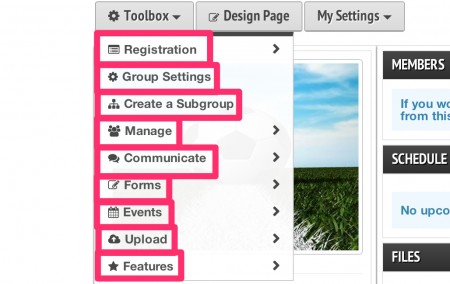 Toolbox Design Page My Settings
Registration
Group Settings
Create a Subgroup
Manage
Communicate
Forms
Events
Upload
Features
MEMBERS
If you wo
from this
SCHEDULE
No upco
FILES